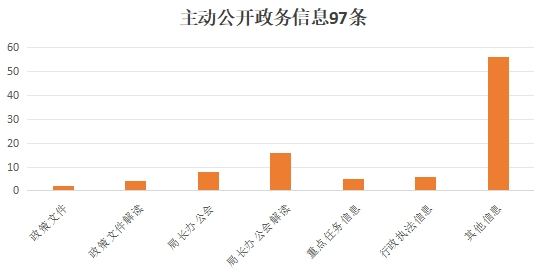 主动公开政务信息97条
60
50
40
30
20
10
0
政策文件
政策文件解读
局长办公会
局长办公会解读
重点任务信息
行政执法信息
其他信息